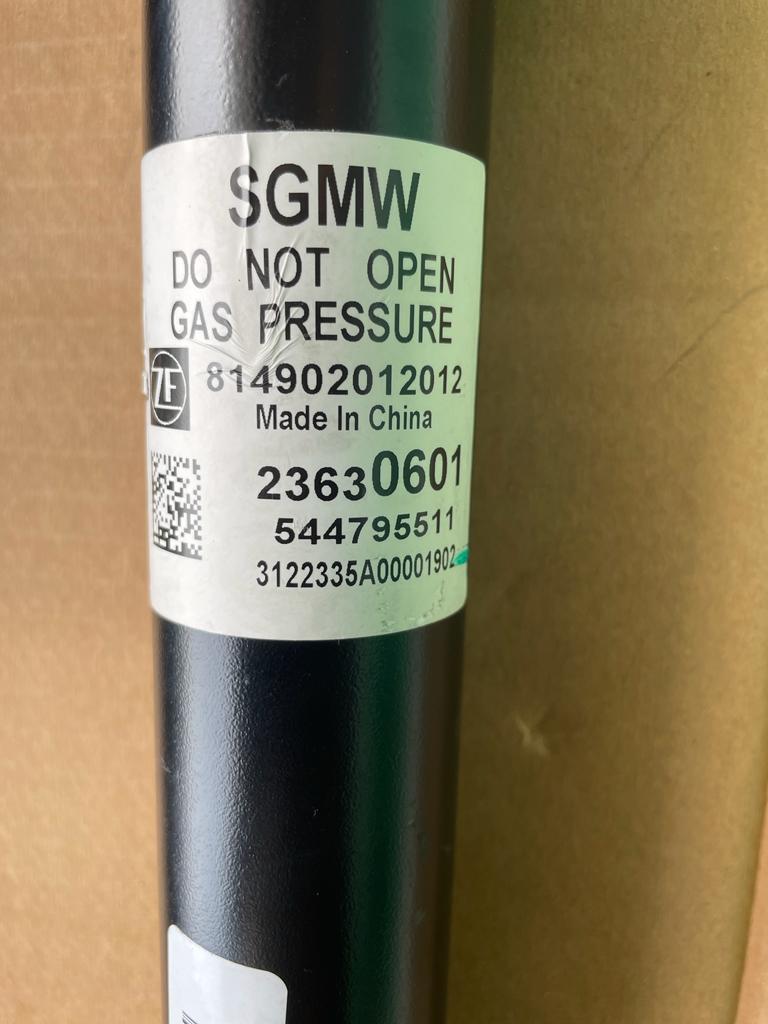 SGMW
DO NOT OPEN
GAS PRESSURE
ZF 814902012012
Made In China
23630601
544795511
3122335A00001902